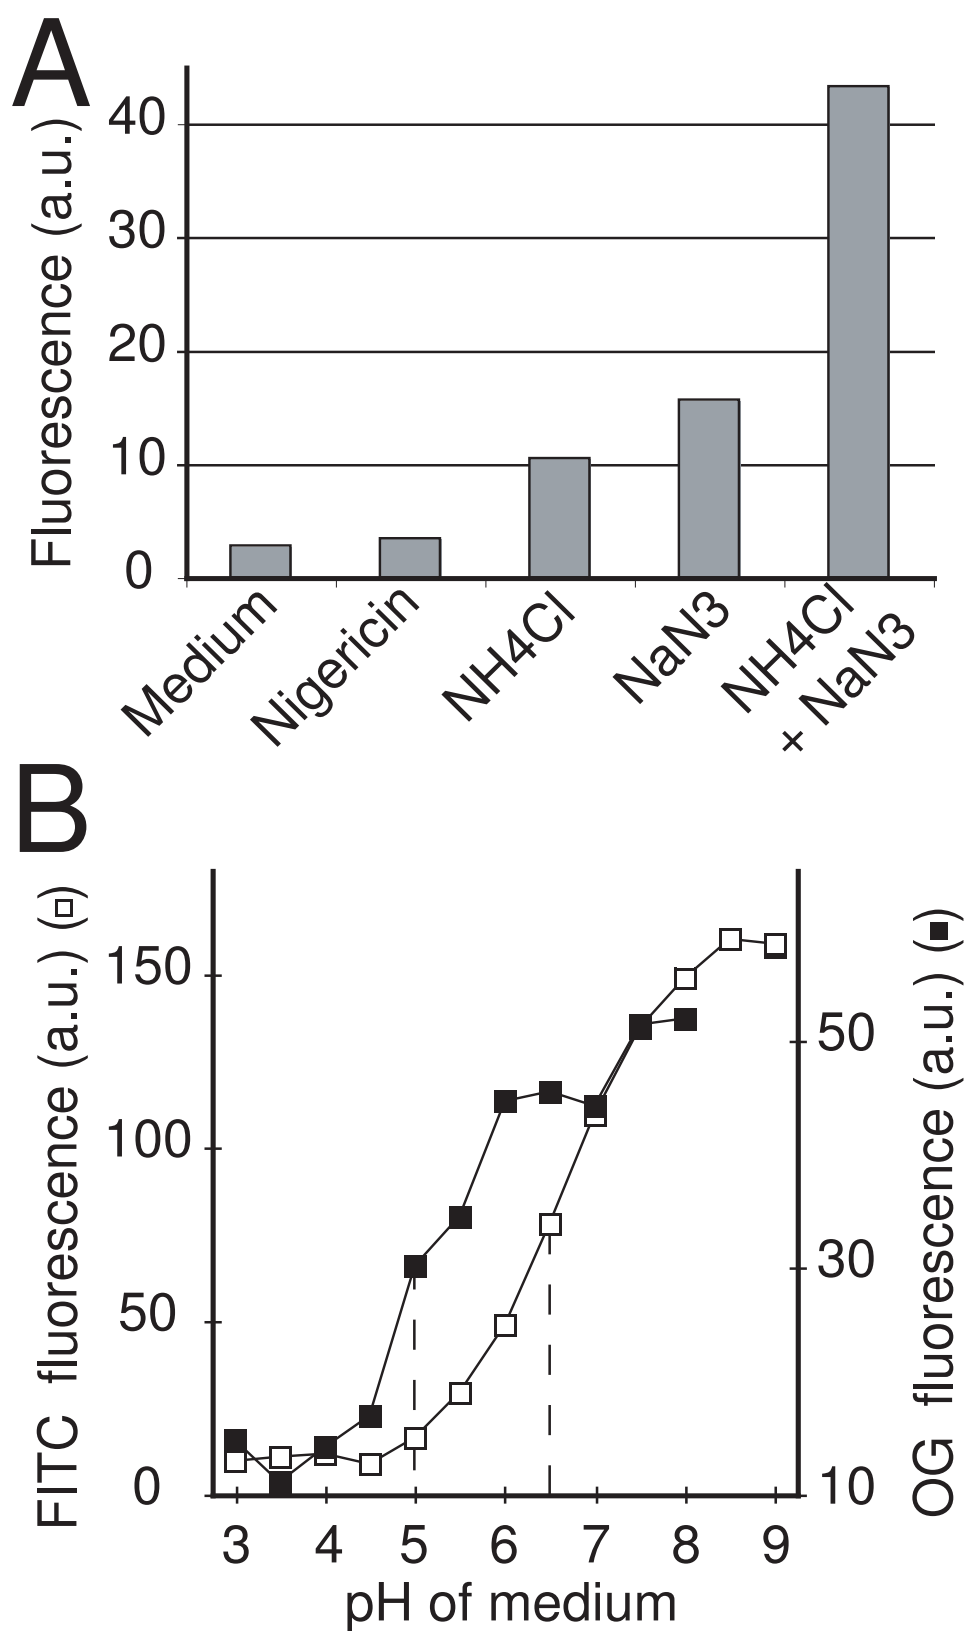 A
Fluorescence (a.u.)
40
30
20
10
0
Medium
Nigericin
NH4Cl
NaN3
NH4Cl
+ NaN3
B
FITC fluorescence (a.u.) (□)
150
100
50
0
OG fluorescence (a.u.) (■)
50
30
10
3 4 5 6 7 8 9
pH of medium